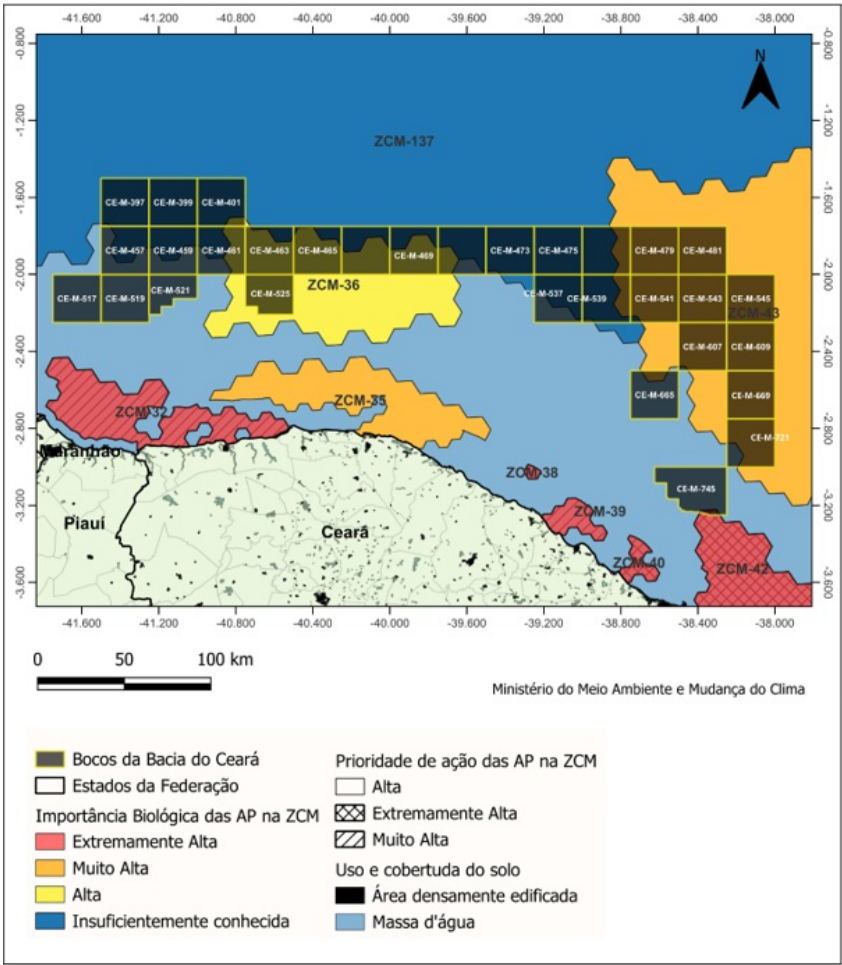 -41.600 -41.200 -40.800 -40.400 -40.000 -39.600 -39.200 -38.800 -38.400 -38.000
-0.800 -0.800
N
-1.200 -1.200
ZCM-137
-1.600 -1.600
CE-M-397 CE-M-399 CE-M-401
CE-M-457 CE-M-459 CE-M-461 CE-M-463 CE-M-465 CE-M-469 CE-M-473 CE-M-475 CE-M-479 CE-M-481
-2.000 -2.000
ZCM-36
CE-M-517 CE-M-519 CE-M-521 CE-M-525 CE-M-537 CE-M-539 CE-M-541 CE-M-543 CE-M-545
ZCM-43
-2.400 -2.400
CE-M-607 CE-M-609
ZCM-32 ZCM-35 CE-M-665 CE-M-669
-2.800 -2.800
CE-M-721
Maranhão
ZCM-38
CE-M-745
-3.200 -3.200
Piauí Ceará ZCM-39
ZCM-40 ZCM-42
-3.600 -3.600
-41.600 -41.200 -40.800 -40.400 -40.000 -39.600 -39.200 -38.800 -38.400 -38.000
0 50 100 km
Ministério do Meio Ambiente e Mudança do Clima
Bocos da Bacia do Ceará
Estados da Federação
Importância Biológica das AP na ZCM
Extremamente Alta
Muito Alta
Alta
Insuficientemente conhecida
Prioridade de ação das AP na ZCM
Alta
Extremamente Alta
Muito Alta
Uso e cobertuda do solo
Área densamente edificada
Massa d'água